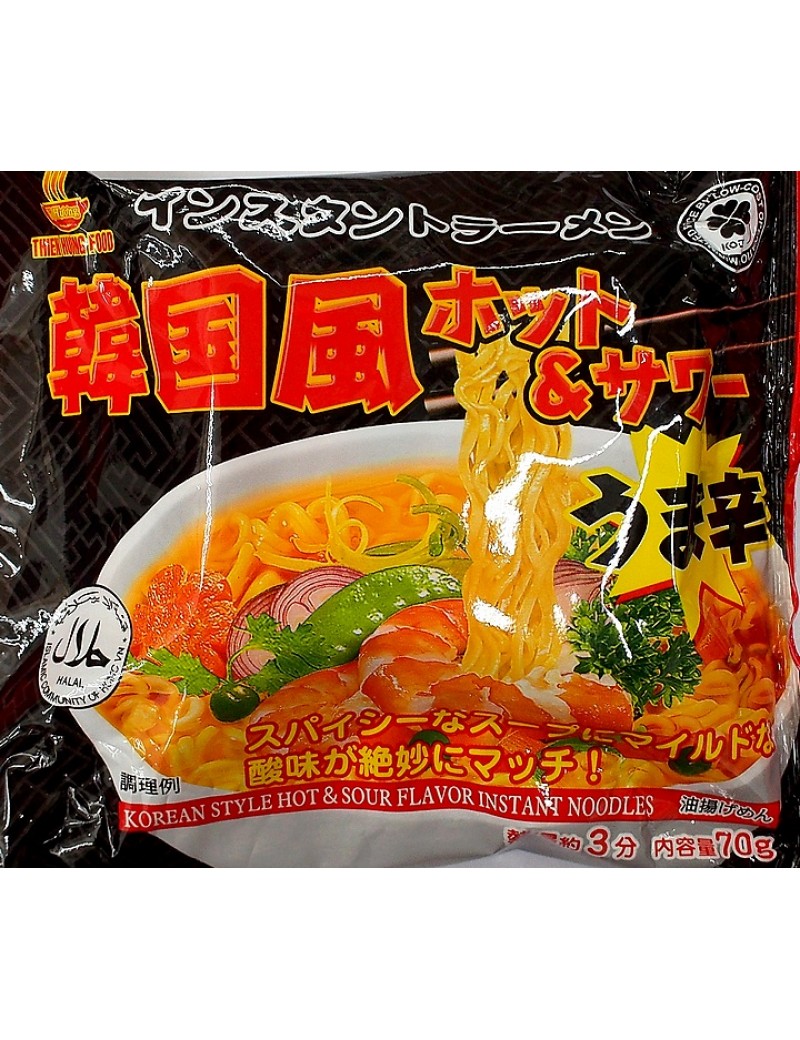 インスタントラーメン
THIEN HUNG FOOD
KOJ
韓国風ホット
&サワー
うま辛
HALAL
スパイシーなスープにマイルドな
酸味が絶妙にマッチ!
調理例
KOREAN STYLE HOT & SOUR FLAVOR INSTANT NOODLES
油揚げめん
約3分 内容量70g